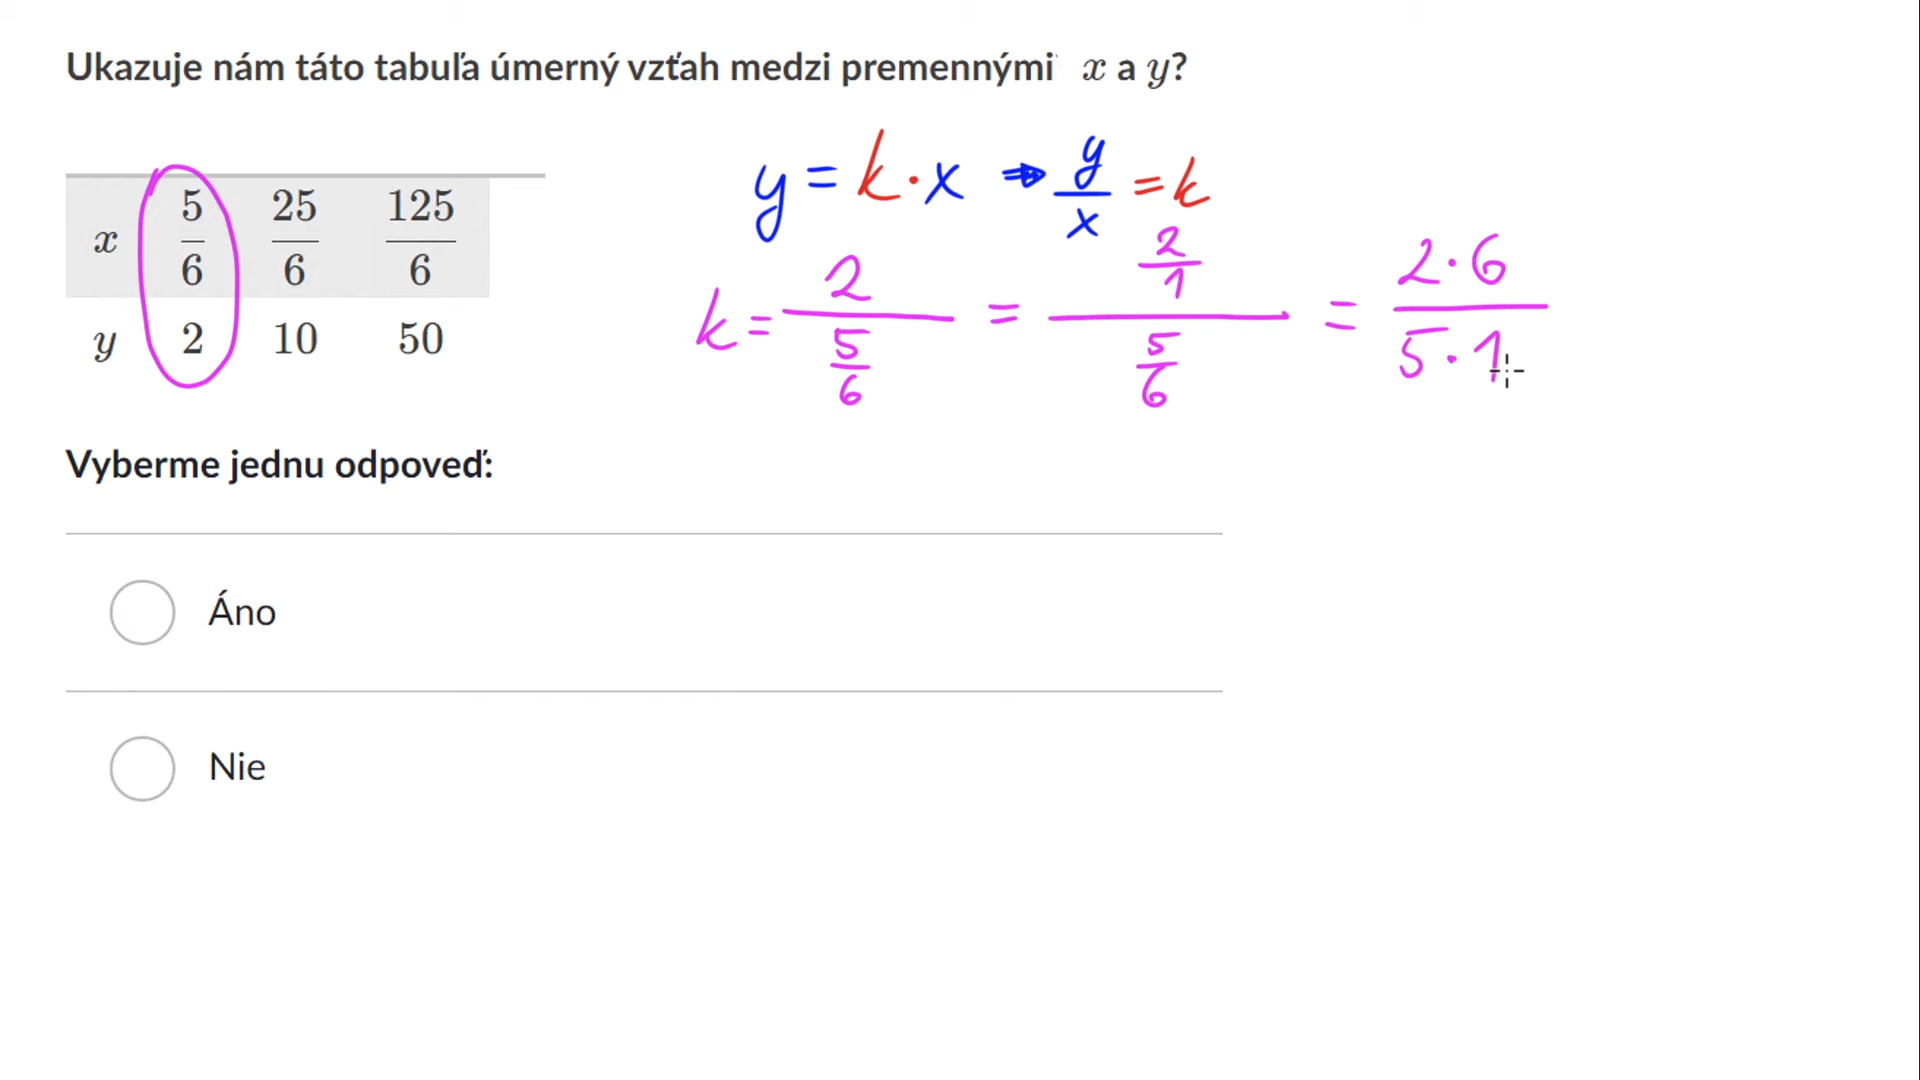 Ukazuje nám táto tabuľa úmerný vzťah medzi premennými x a y?
y = k · x ⇒ y/x = k
x 5/6 25/6 125/6
y 2 10 50
k = 2/(5/6) = (2/1)/(5/6) = (2·6)/(5·1)
Vyberme jednu odpoveď:
Áno
Nie